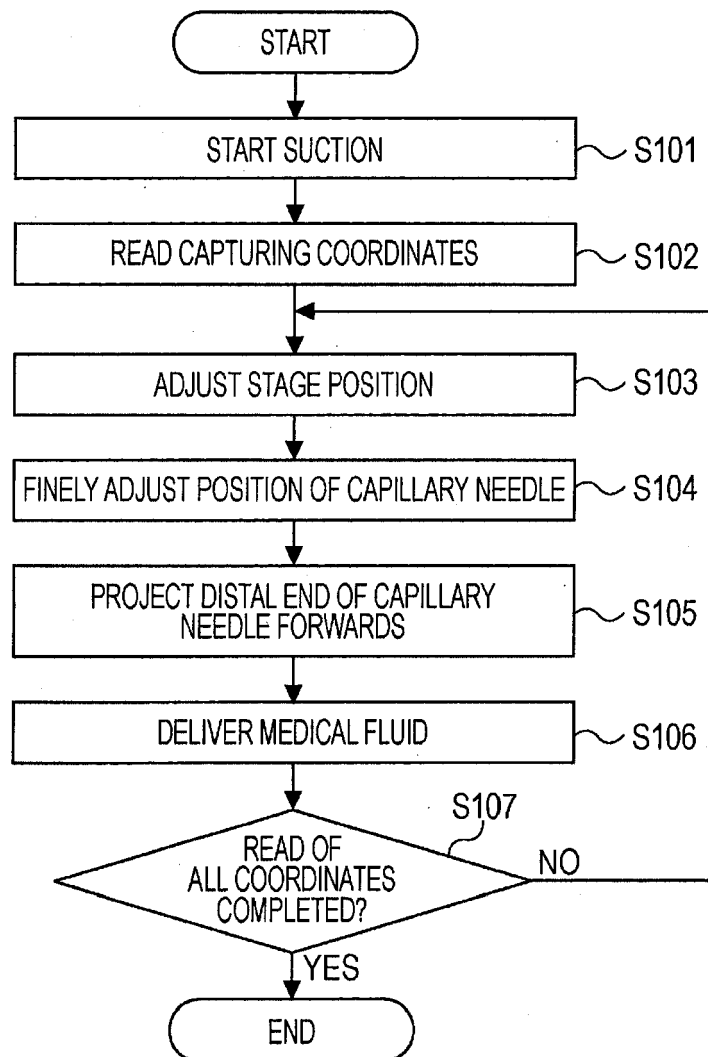 START
START SUCTION
S101
READ CAPTURING COORDINATES
S102
ADJUST STAGE POSITION
S103
FINELY ADJUST POSITION OF CAPILLARY NEEDLE
S104
PROJECT DISTAL END OF CAPILLARY
NEEDLE FORWARDS
S105
DELIVER MEDICAL FLUID
S106
S107
READ OF
ALL COORDINATES
COMPLETED?
NO
YES
END